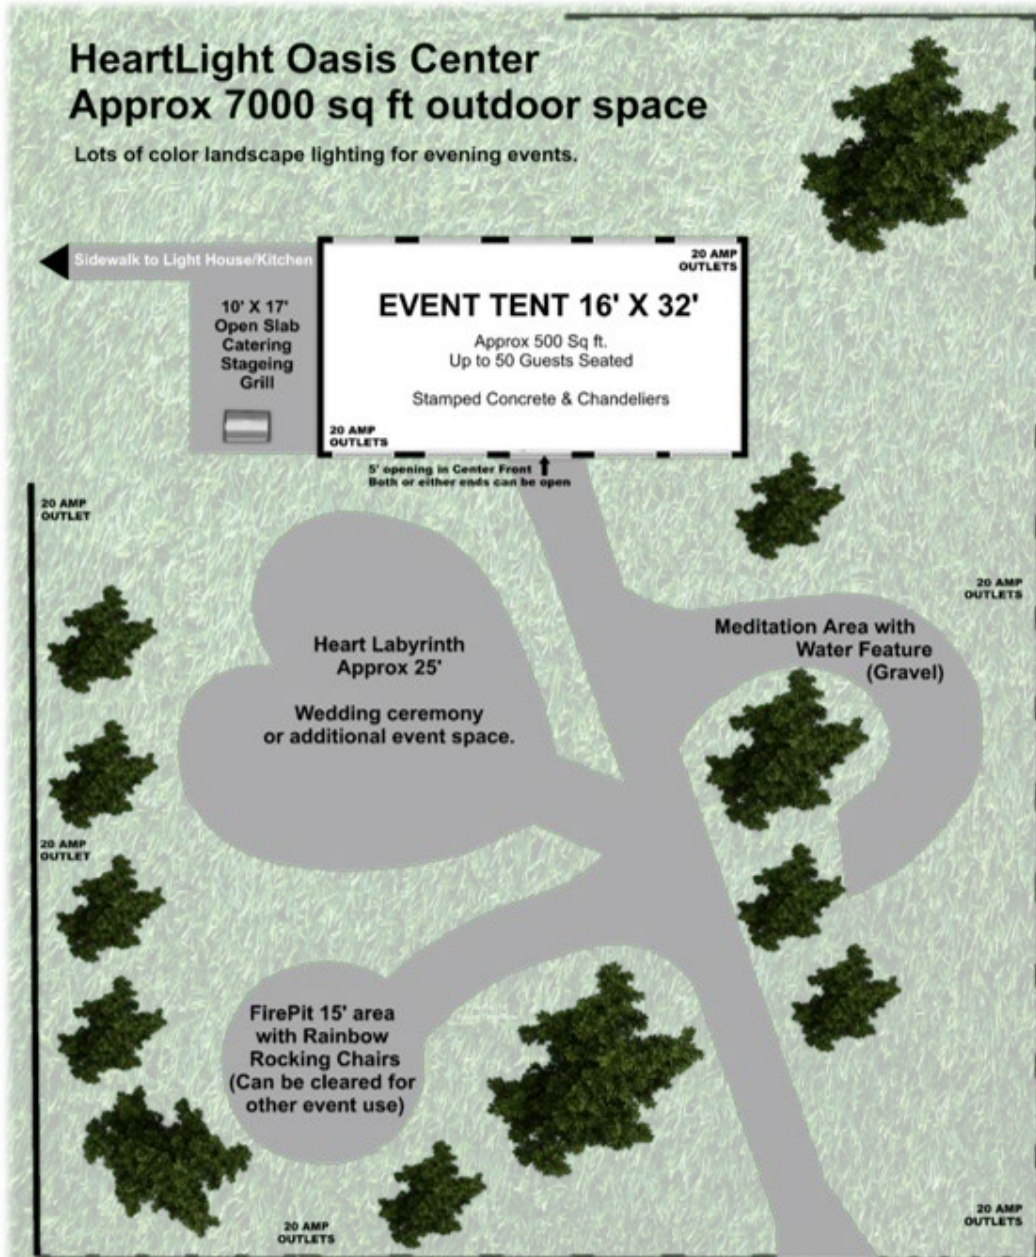 HeartLight Oasis Center
Approx 7000 sq ft outdoor space
Lots of color landscape lighting for evening events.
Sidewalk to Light House/Kitchen
10' X 17'
Open Slab
Catering
Stageing
Grill
20 AMP
OUTLETS
EVENT TENT 16' X 32'
Approx 500 Sq ft.
Up to 50 Guests Seated
Stamped Concrete & Chandeliers
20 AMP
OUTLETS
5' opening in Center Front
Both or either ends can be open
20 AMP
OUTLET
20 AMP
OUTLETS
Heart Labyrinth
Approx 25'
Wedding ceremony
or additional event space.
Meditation Area with
Water Feature
(Gravel)
20 AMP
OUTLET
FirePit 15' area
with Rainbow
Rocking Chairs
(Can be cleared for
other event use)
20 AMP
OUTLETS
20 AMP
OUTLETS